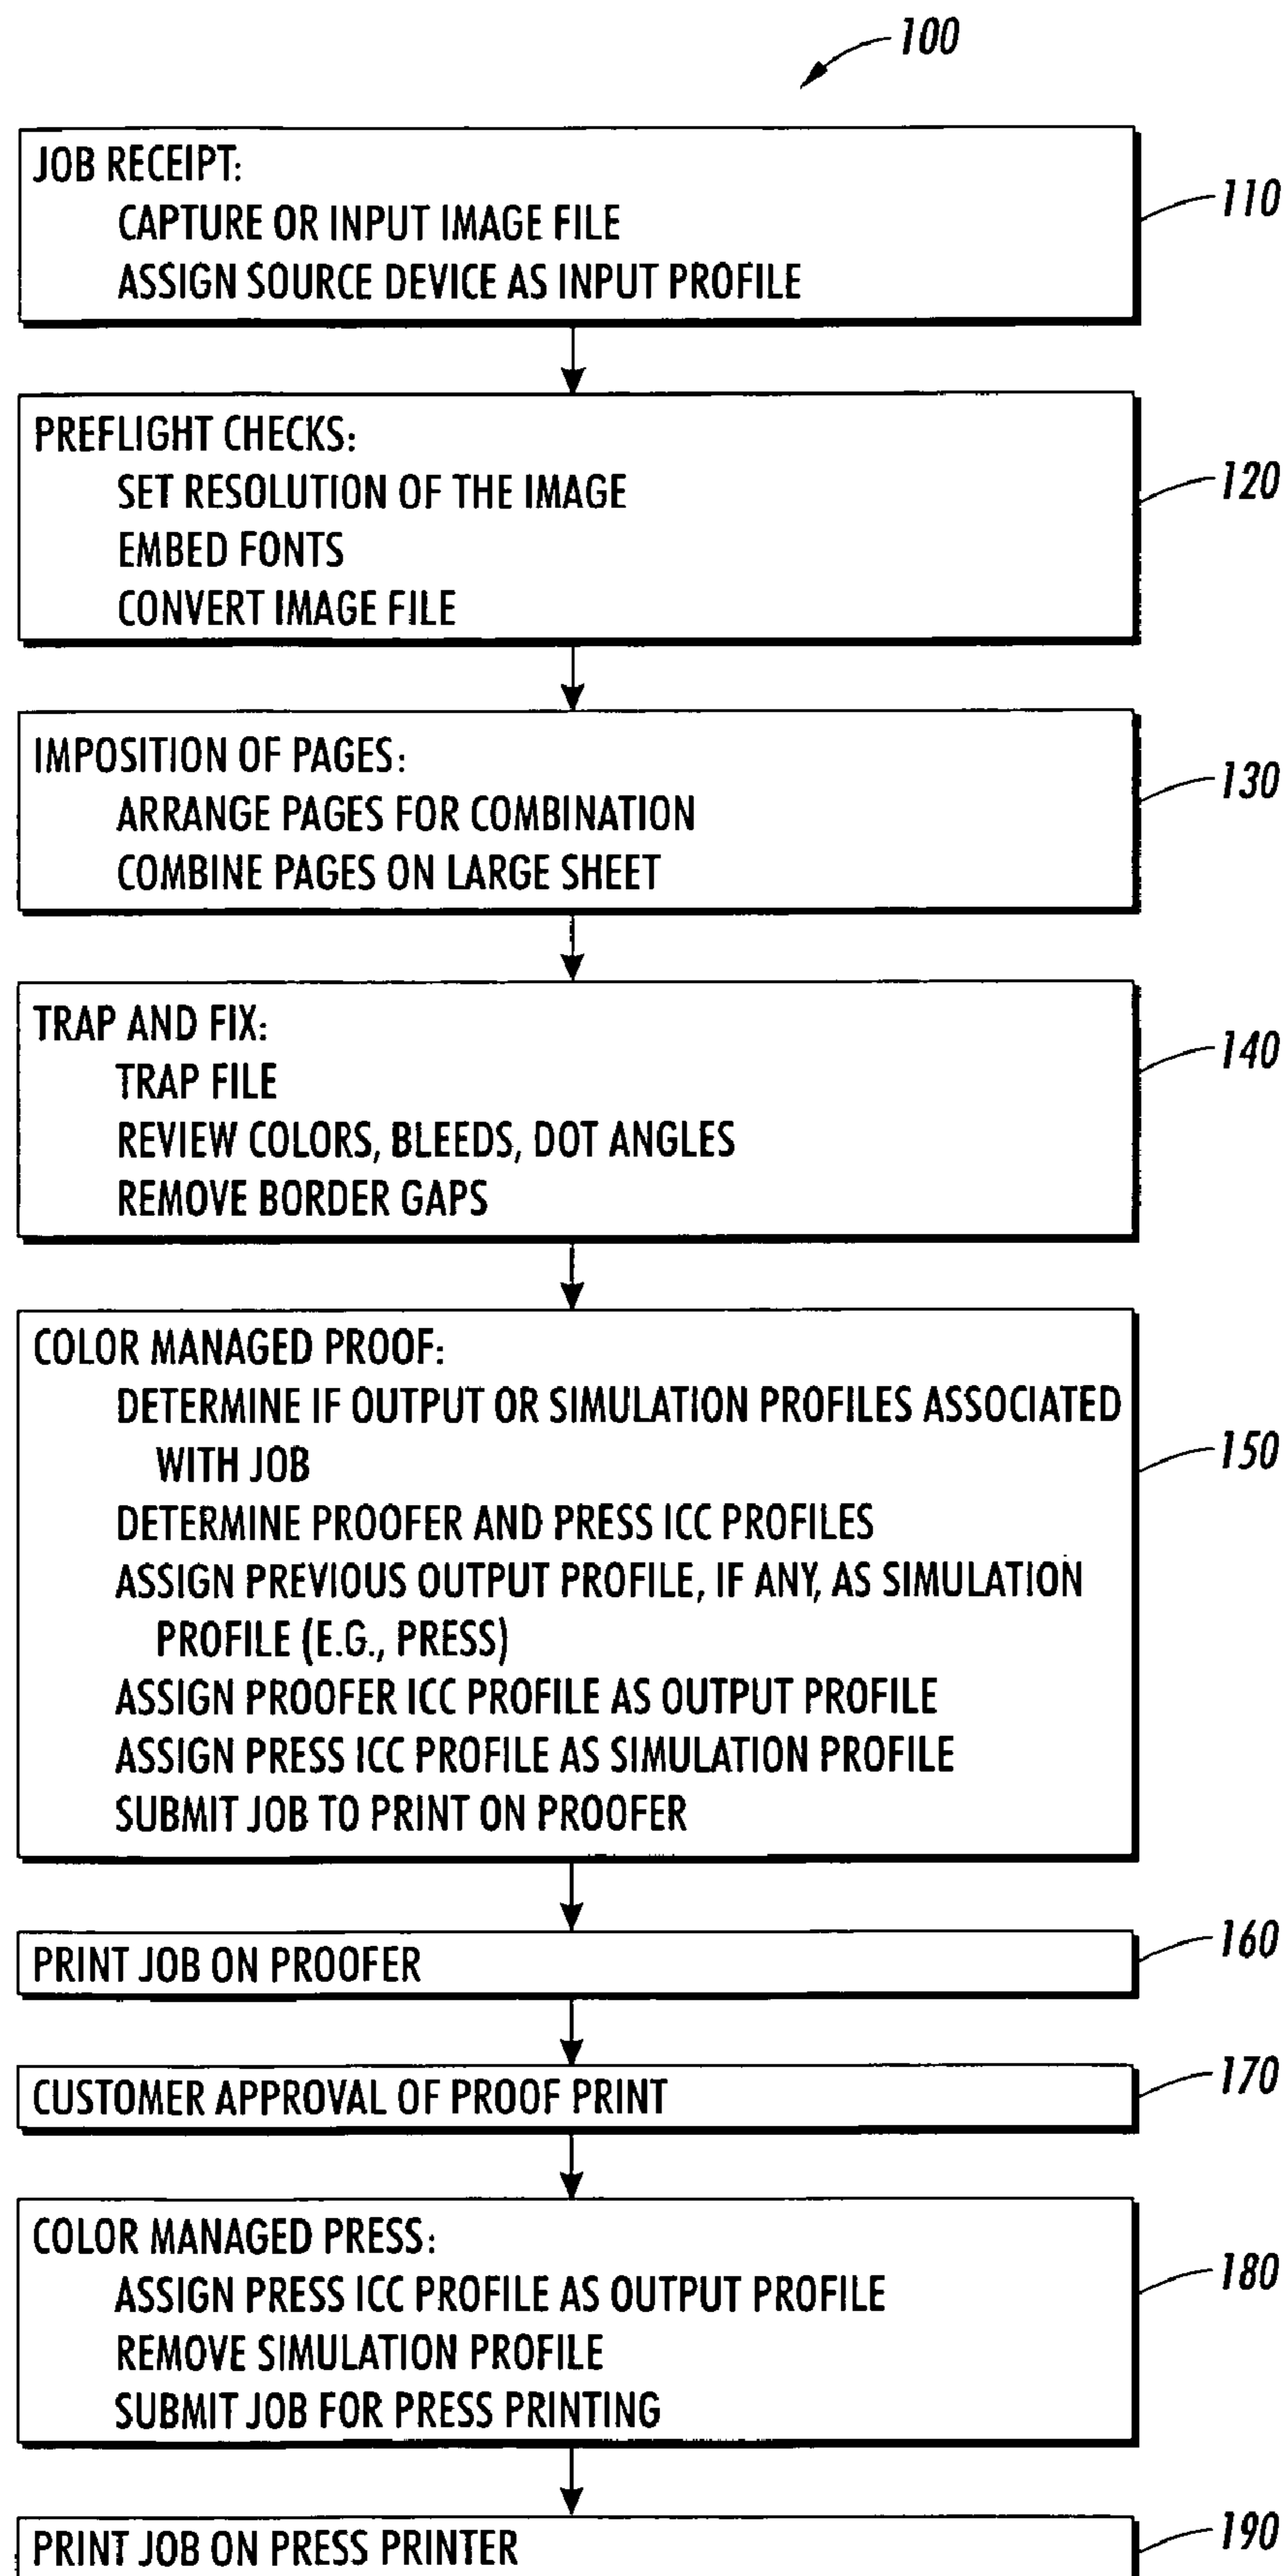 100
JOB RECEIPT:
CAPTURE OR INPUT IMAGE FILE
ASSIGN SOURCE DEVICE AS INPUT PROFILE
110
PREFLIGHT CHECKS:
SET RESOLUTION OF THE IMAGE
EMBED FONTS
CONVERT IMAGE FILE
120
IMPOSITION OF PAGES:
ARRANGE PAGES FOR COMBINATION
COMBINE PAGES ON LARGE SHEET
130
TRAP AND FIX:
TRAP FILE
REVIEW COLORS, BLEEDS, DOT ANGLES
REMOVE BORDER GAPS
140
COLOR MANAGED PROOF:
DETERMINE IF OUTPUT OR SIMULATION PROFILES ASSOCIATED
WITH JOB
DETERMINE PROOFER AND PRESS ICC PROFILES
ASSIGN PREVIOUS OUTPUT PROFILE, IF ANY, AS SIMULATION
PROFILE (E.G., PRESS)
ASSIGN PROOFER ICC PROFILE AS OUTPUT PROFILE
ASSIGN PRESS ICC PROFILE AS SIMULATION PROFILE
SUBMIT JOB TO PRINT ON PROOFER
150
PRINT JOB ON PROOFER
160
CUSTOMER APPROVAL OF PROOF PRINT
170
COLOR MANAGED PRESS:
ASSIGN PRESS ICC PROFILE AS OUTPUT PROFILE
REMOVE SIMULATION PROFILE
SUBMIT JOB FOR PRESS PRINTING
180
PRINT JOB ON PRESS PRINTER
190